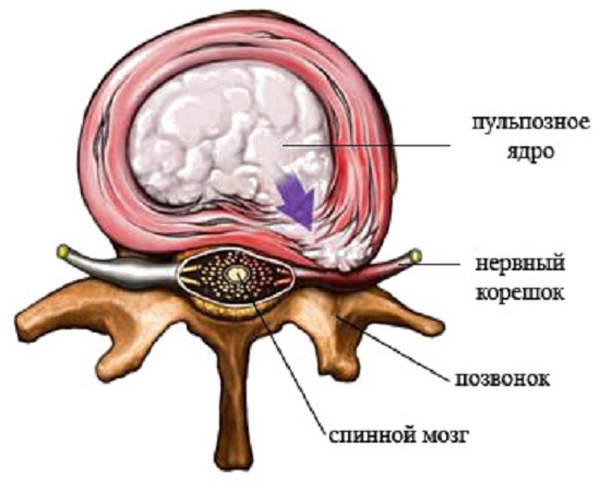 пульпозное
ядро
нервный
корешок
позвонок
спинной мозг